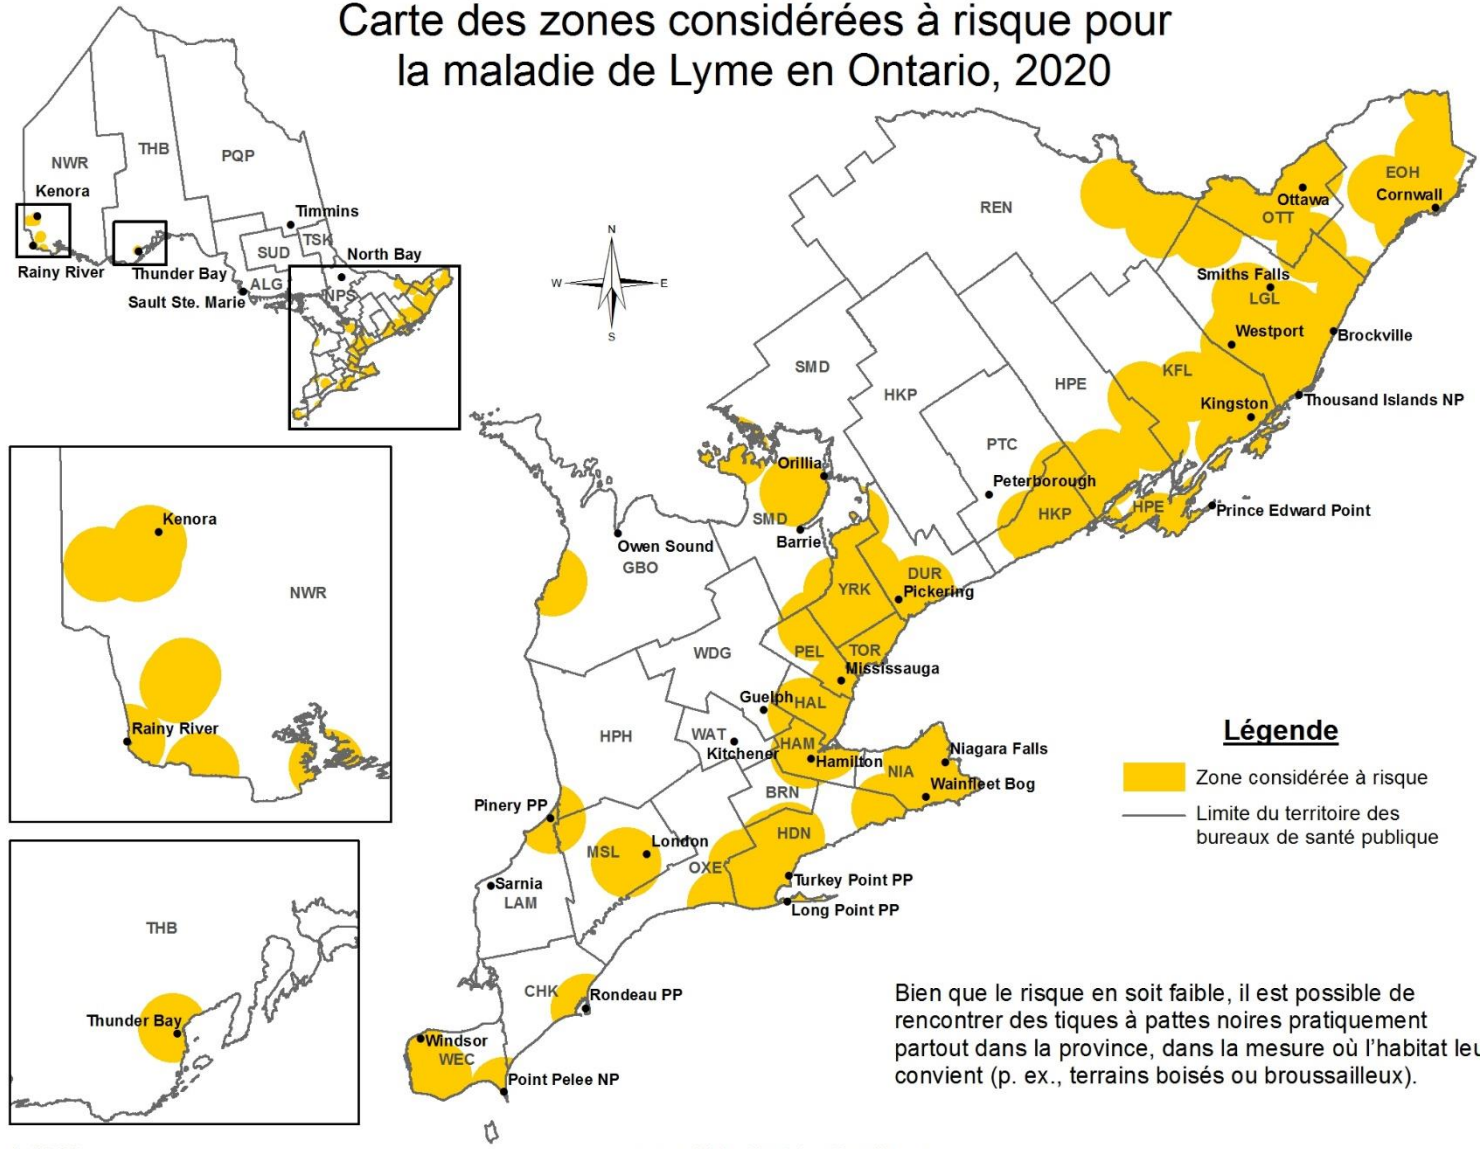 Carte des zones considérées à risque pour
la maladie de Lyme en Ontario, 2020
NWR
THB
PQP
Kenora
Timmins
TSK
SUD
North Bay
Rainy River
Thunder Bay
ALG
NPS
Sault Ste. Marie
N
W
E
S
REN
EOH
Cornwall
Ottawa
OTT
Smiths Falls
LGL
Westport
Brockville
SMD
HKP
HPE
KFL
Kingston
Thousand Islands NP
PTC
Peterborough
HKP
HPE
Prince Edward Point
Orillia
SMD
Barrie
Owen Sound
GBO
DUR
YRK
Pickering
WDG
PEL
TOR
Mississauga
Guelph
HAL
HPH
WAT
Kitchener
HAM
Hamilton
Niagara Falls
NIA
Wainfleet Bog
BRN
Pinery PP
HDN
MSL
London
OXE
Turkey Point PP
Long Point PP
Sarnia
LAM
CHK
Rondeau PP
Windsor
WEC
Point Pelee NP
Kenora
NWR
Rainy River
THB
Thunder Bay
Légende
Zone considérée à risque
Limite du territoire des
bureaux de santé publique
Bien que le risque en soit faible, il est possible de
rencontrer des tiques à pattes noires pratiquement
partout dans la province, dans la mesure où l'habitat leu
convient (p. ex., terrains boisés ou broussailleux).